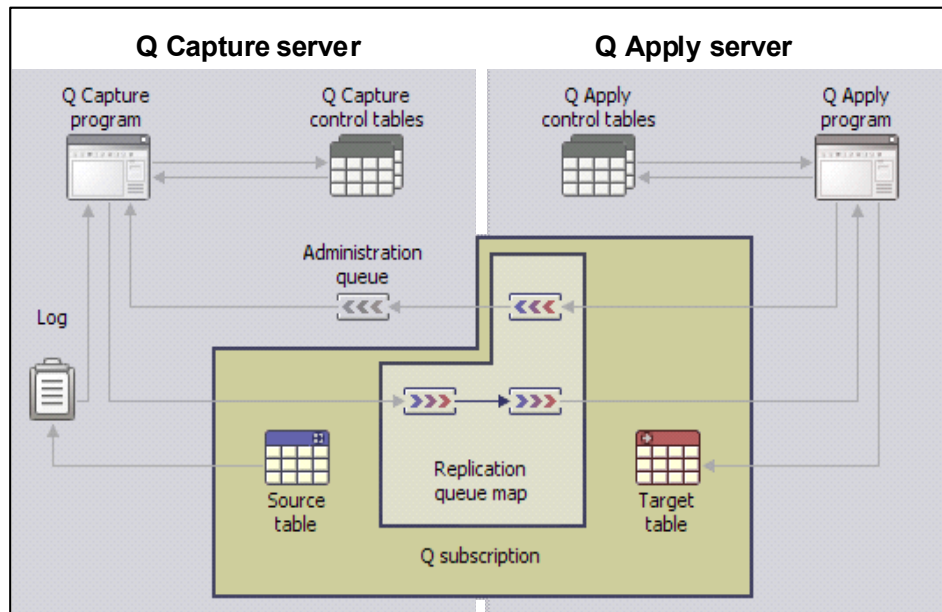 Q Capture server
Q Apply server
Q Capture
program
Q Capture
control tables
Q Apply
control tables
Q Apply
program
Administration
queue
Log
Source
table
Replication
queue map
Target
table
Q subscription